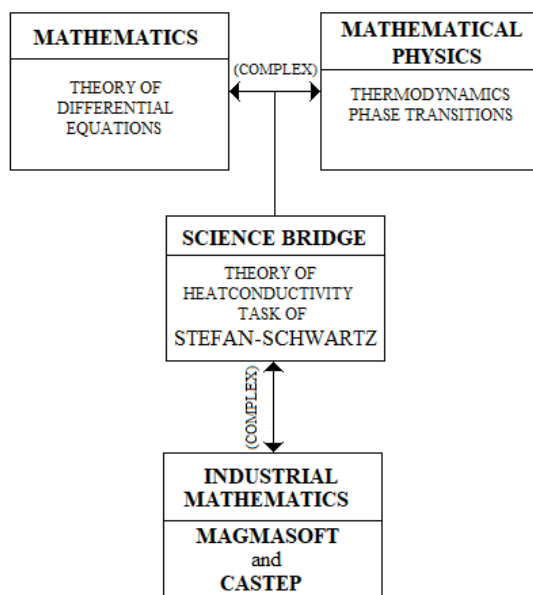 MATHEMATICS
THEORY OF
DIFFERENTIAL
EQUATIONS
(COMPLEX)
MATHEMATICAL
PHYSICS
THERMODYNAMICS
PHASE TRANSITIONS
SCIENCE BRIDGE
THEORY OF
HEATCONDUCTIVITY
TASK OF
STEFAN-SCHWARTZ
(COMPLEX)
INDUSTRIAL
MATHEMATICS
MAGMASOFT
and
CASTEP